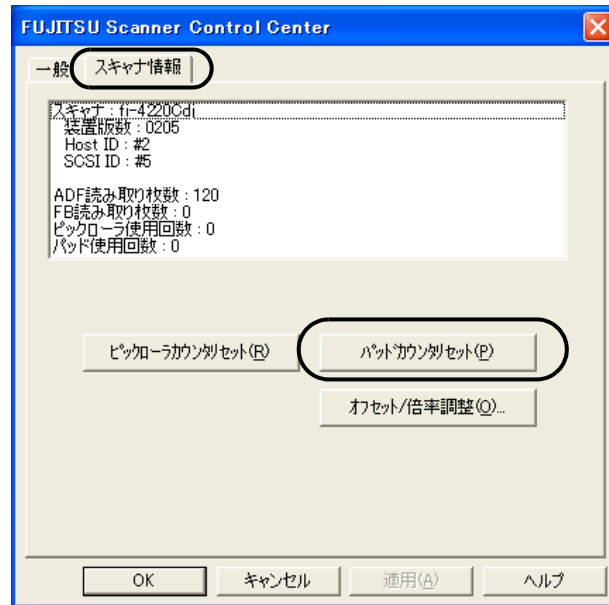 FUJITSU Scanner Control Center
一般 スキャナ情報
スキャナ : fi-4220Cdi
装置版数 : 0205
Host ID : #2
SCSI ID : #5
ADF読み取り枚数 : 120
FB読み取り枚数 : 0
ピックローラ使用回数 : 0
パッド使用回数 : 0
ピックローラカウンタリセット(R) パッドカウンタリセット(P)
オフセット/倍率調整(O)...
OK キャンセル 適用(A) ヘルプ